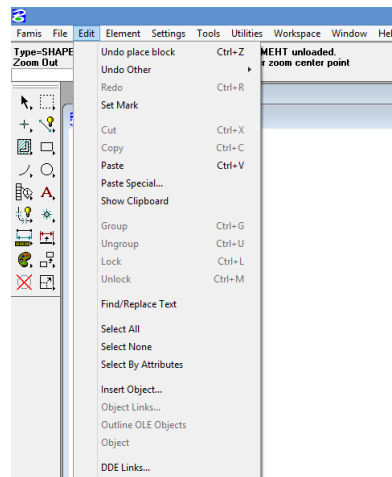 Famis File Edit Element Settings Tools Utilities Workspace Window Hel
Type=SHAPE MEHT unloaded.
Zoom Out r zoom center point
Undo place block Ctrl+Z
Undo Other
Redo Ctrl+R
Set Mark
Cut Ctrl+X
Copy Ctrl+C
Paste Ctrl+V
Paste Special...
Show Clipboard
Group Ctrl+G
Ungroup Ctrl+U
Lock Ctrl+L
Unlock Ctrl+M
Find/Replace Text
Select All
Select None
Select By Attributes
Insert Object...
Object Links...
Outline OLE Objects
Object
DDE Links...